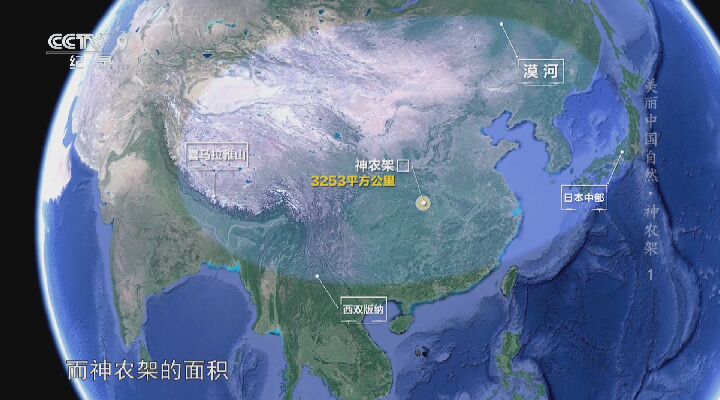 CCTV 9
纪录
漠河
喜马拉雅山
神农架
3253平方公里
日本中部
西双版纳
美丽中国自然·神农架 1
而神农架的面积